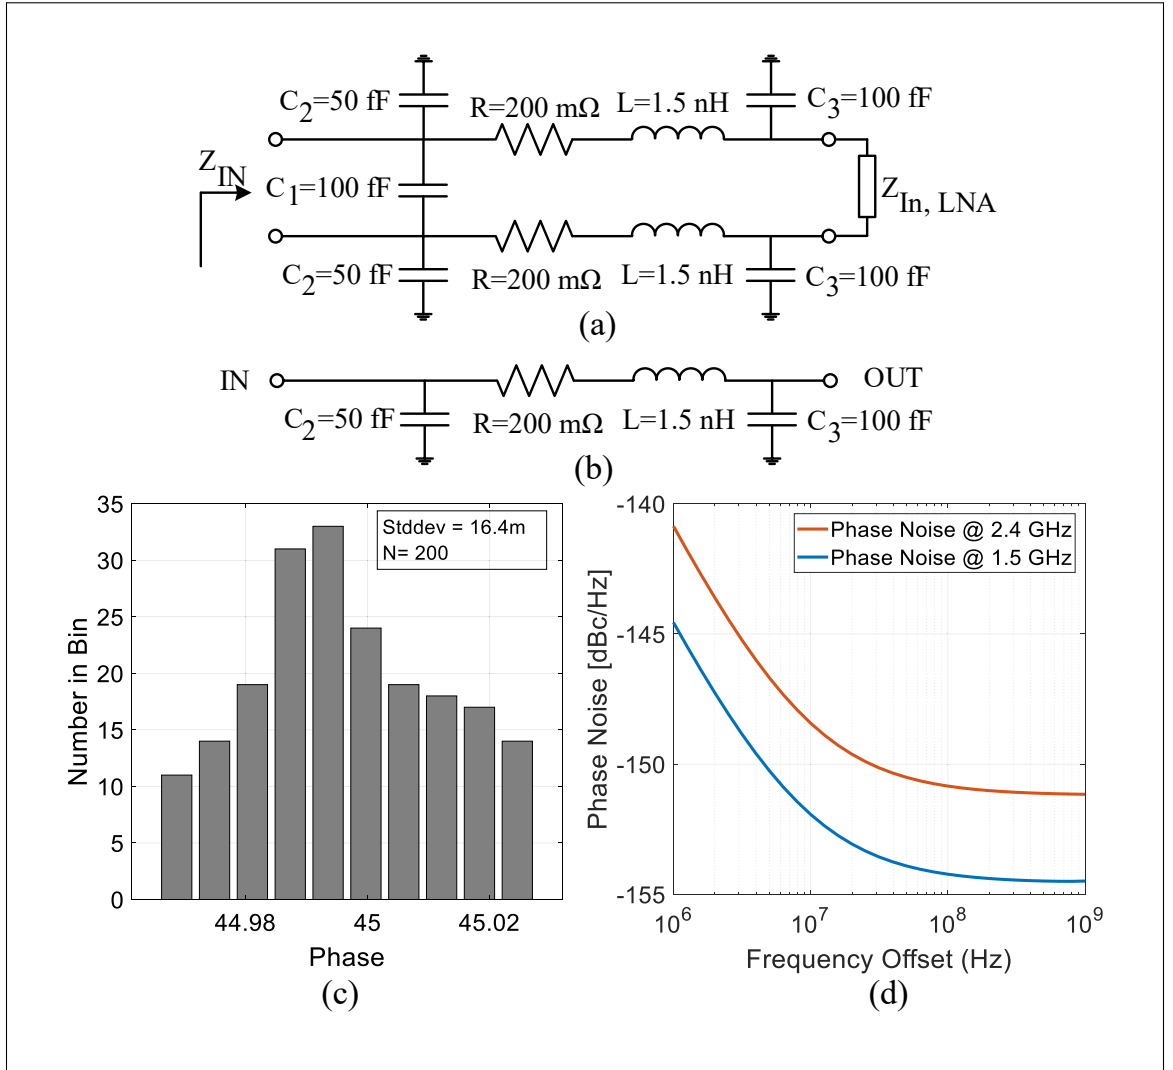 C2=50 fF
R=200 mΩ
L=1.5 nH
C3=100 fF
ZIN
C1=100 fF
ZIn, LNA
C2=50 fF
R=200 mΩ
L=1.5 nH
C3=100 fF
(a)
IN
OUT
C2=50 fF
R=200 mΩ
L=1.5 nH
C3=100 fF
(b)
35
30
25
20
15
10
5
0
Number in Bin
Stddev = 16.4m
N= 200
44.98
45
45.02
Phase
(c)
-140
-145
-150
-155
Phase Noise [dBc/Hz]
Phase Noise @ 2.4 GHz
Phase Noise @ 1.5 GHz
10^6
10^7
10^8
10^9
Frequency Offset (Hz)
(d)